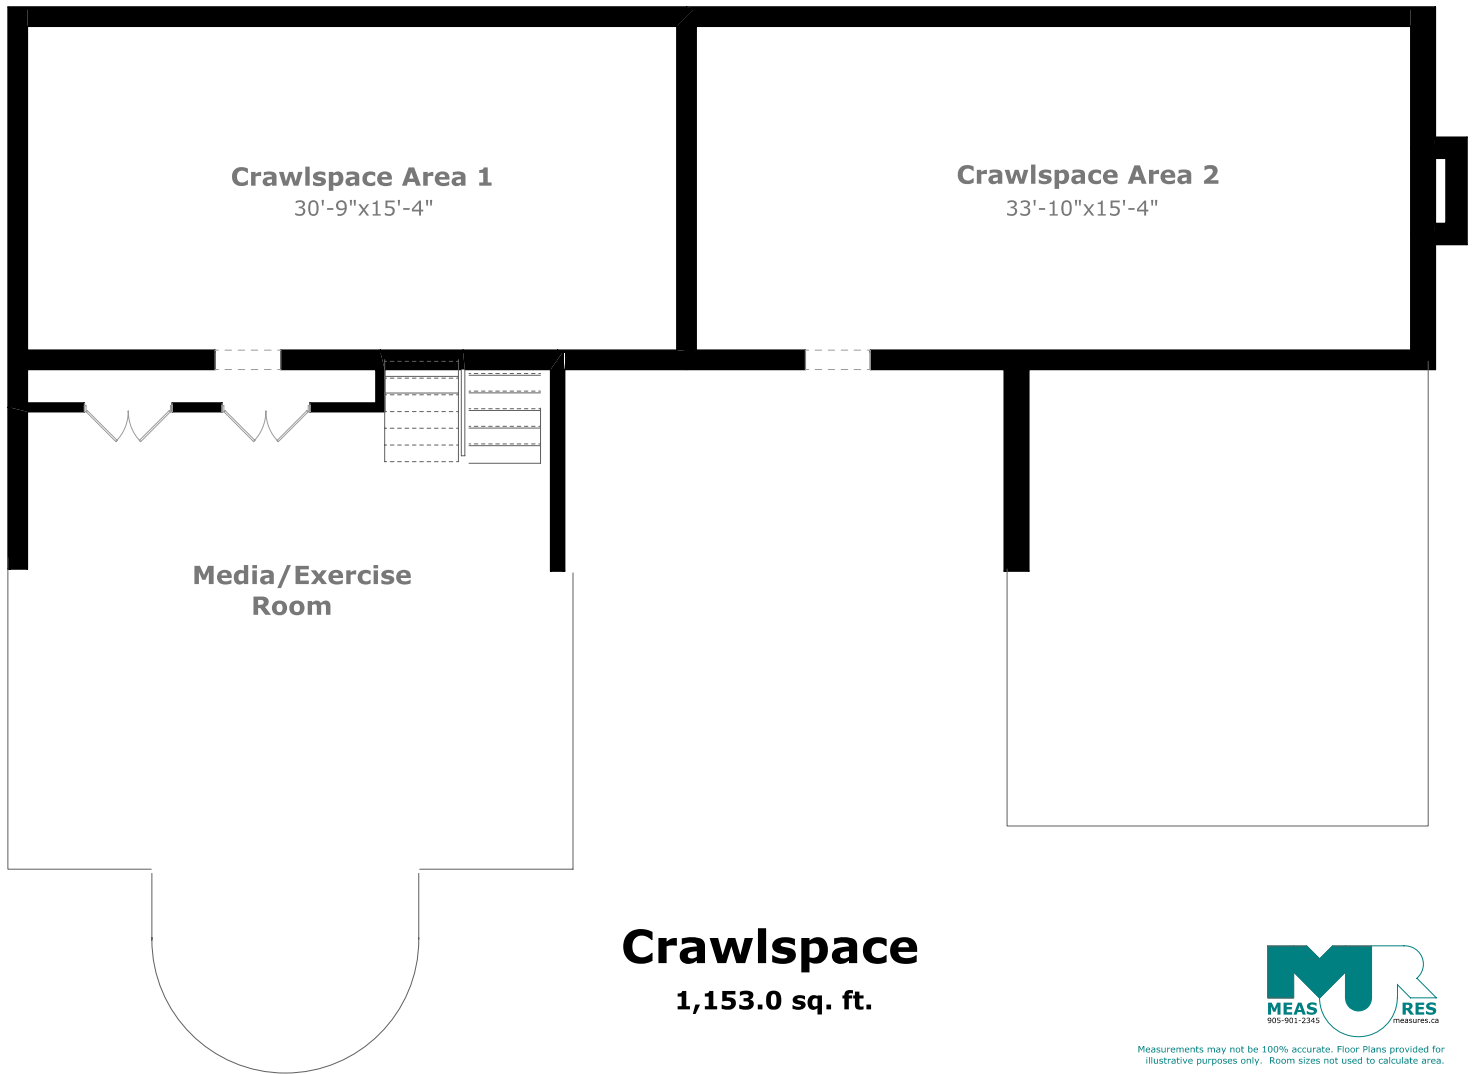 Crawlspace Area 1
30'-9"x15'-4"
Crawlspace Area 2
33'-10"x15'-4"
Media/Exercise
Room
Crawlspace
1,153.0 sq. ft.
MEAS RES
905-901-2345 measures.ca
Measurements may not be 100% accurate. Floor Plans provided for
illustrative purposes only. Room sizes not used to calculate area.